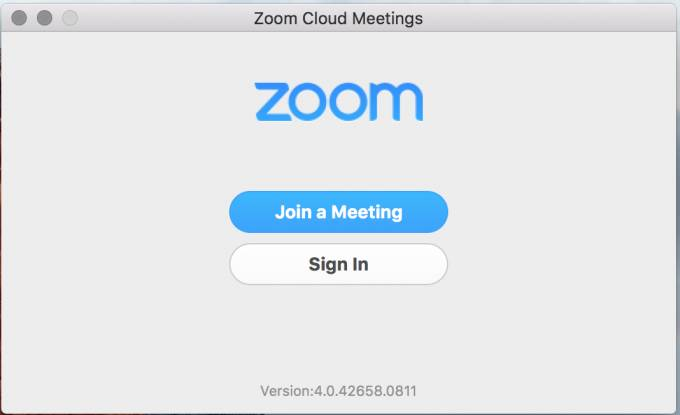 Zoom Cloud Meetings
zoom
Join a Meeting
Sign In
Version:4.0.42658.0811